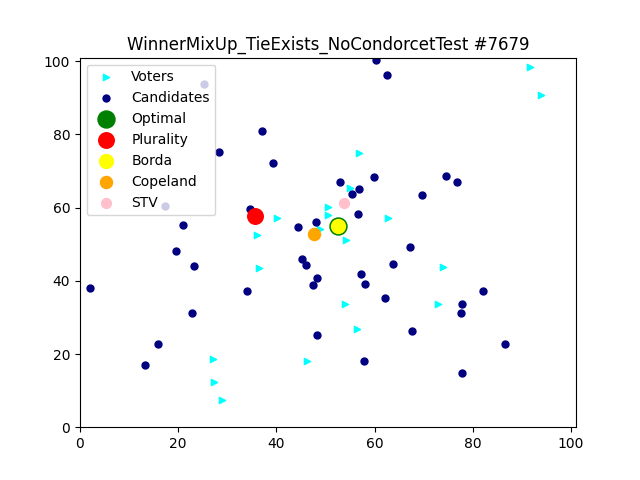 WinnerMixUp_TieExists_NoCondorcetTest #7679
Voters
Candidates
Optimal
Plurality
Borda
Copeland
STV
100
80
60
40
20
0
0 20 40 60 80 100